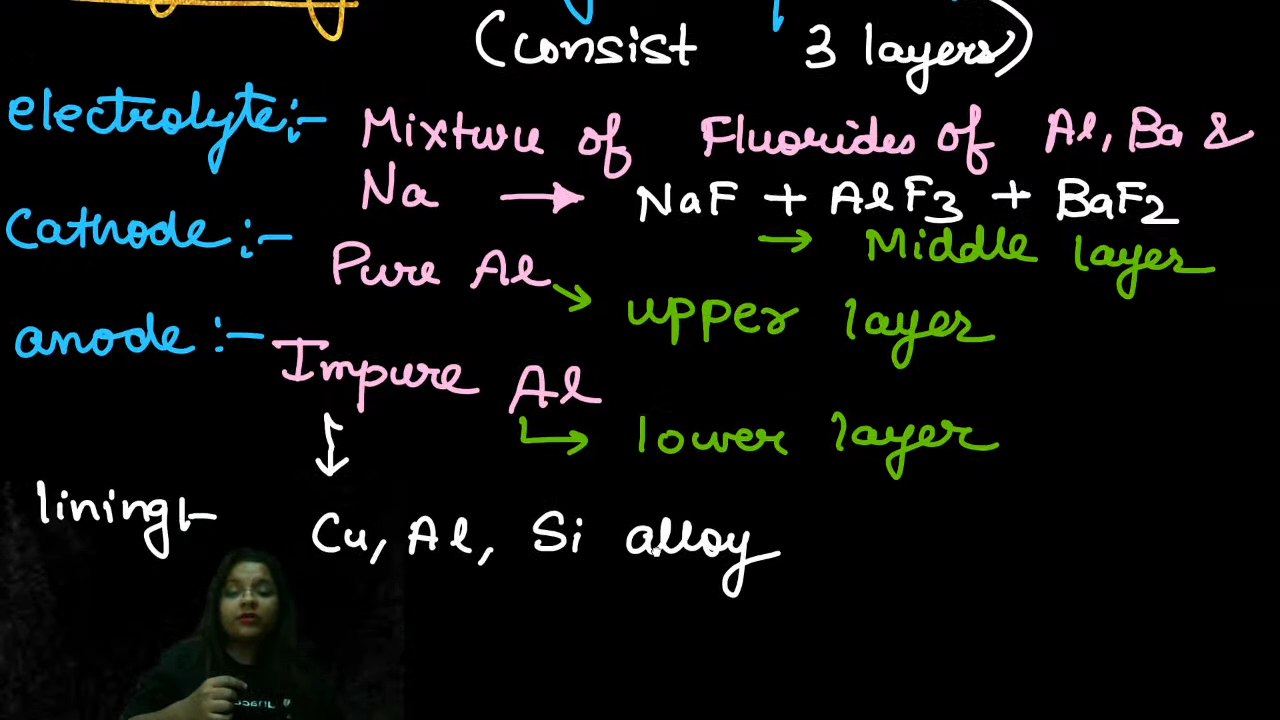 (consist 3 layers)
electrolyte:- Mixture of Fluorides of Al, Ba &
Na → NaF + AlF3 + BaF2
→ Middle layer
Cathode:- Pure Al → upper layer
anode:- Impure Al
→ lower layer
lining:- Cu, Al, Si alloy